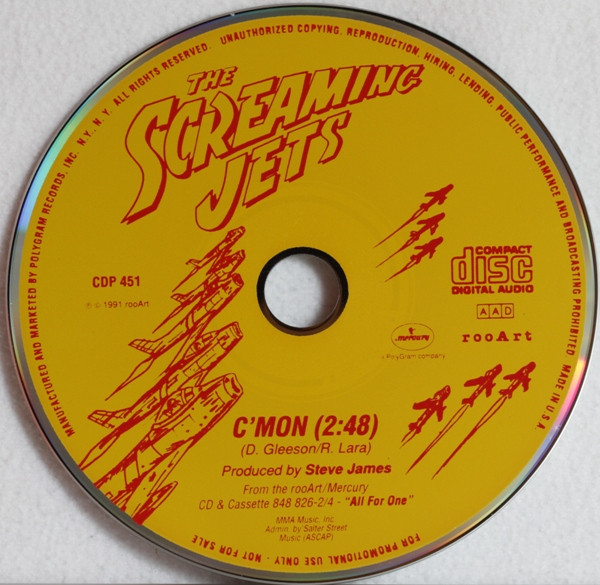 MANUFACTURED AND MARKETED BY POLYGRAM RECORDS, INC. N.Y., N.Y. ALL RIGHTS RESERVED. UNAUTHORIZED COPYING, REPRODUCTION, HIRING, LENDING, PUBLIC PERFORMANCE AND BROADCASTING PROHIBITED MADE IN U.S.A.
THE
SCREAMING
JETS
CDP 451
℗ © 1991 rooArt
COMPACT
disc
DIGITAL AUDIO
AAD
mercury
a PolyGram company
rooArt
C'MON (2:48)
(D. Gleeson/R. Lara)
Produced by Steve James
From the rooArt/Mercury
CD & Cassette 848 826-2/4 - "All For One"
MMA Music, Inc.
Admin. by Salter Street
Music (ASCAP)
FOR PROMOTIONAL USE ONLY - NOT FOR SALE